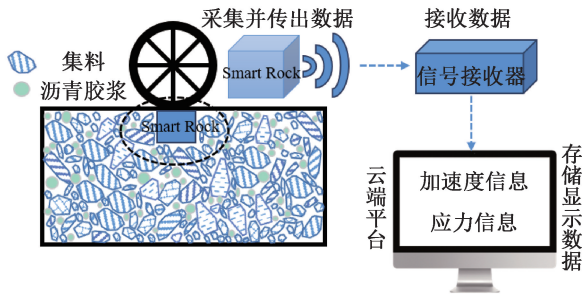 采集并传出数据
接收数据
集料
沥青胶浆
Smart Rock
信号接收器
Smart Rock
云端平台
加速度信息
应力信息
存储显示数据